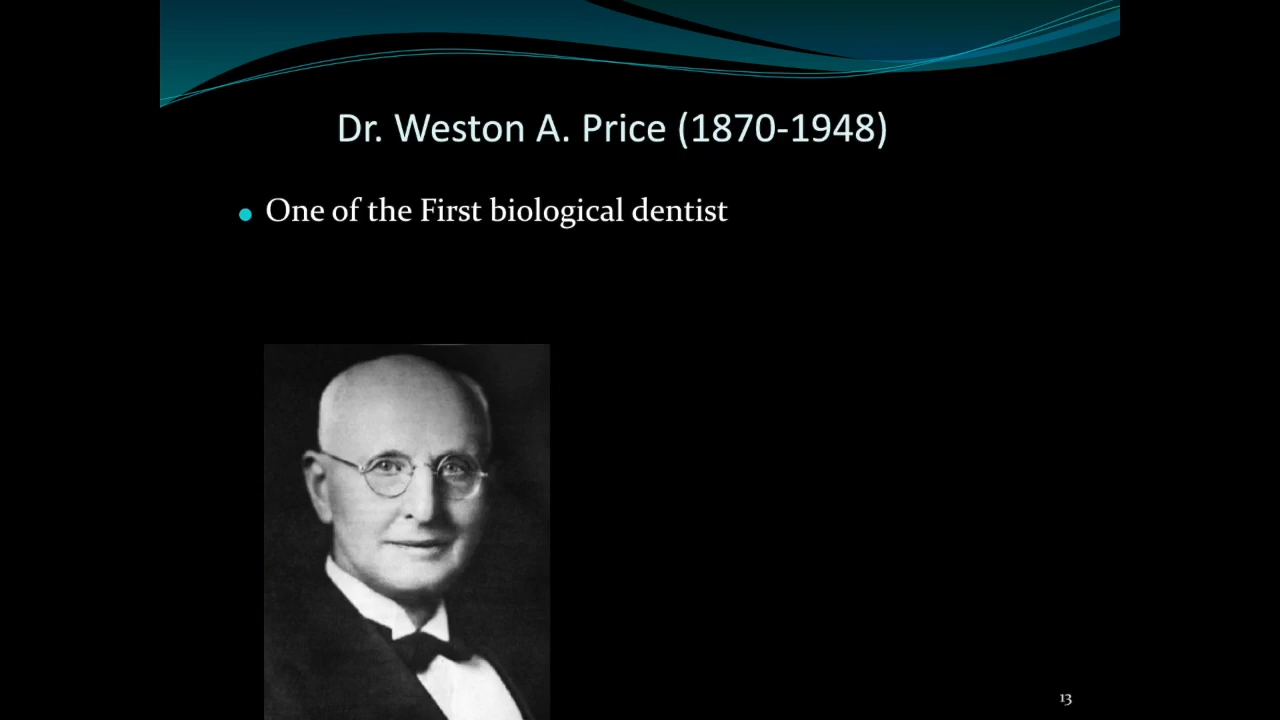 Dr. Weston A. Price (1870-1948)
One of the First biological dentist
13